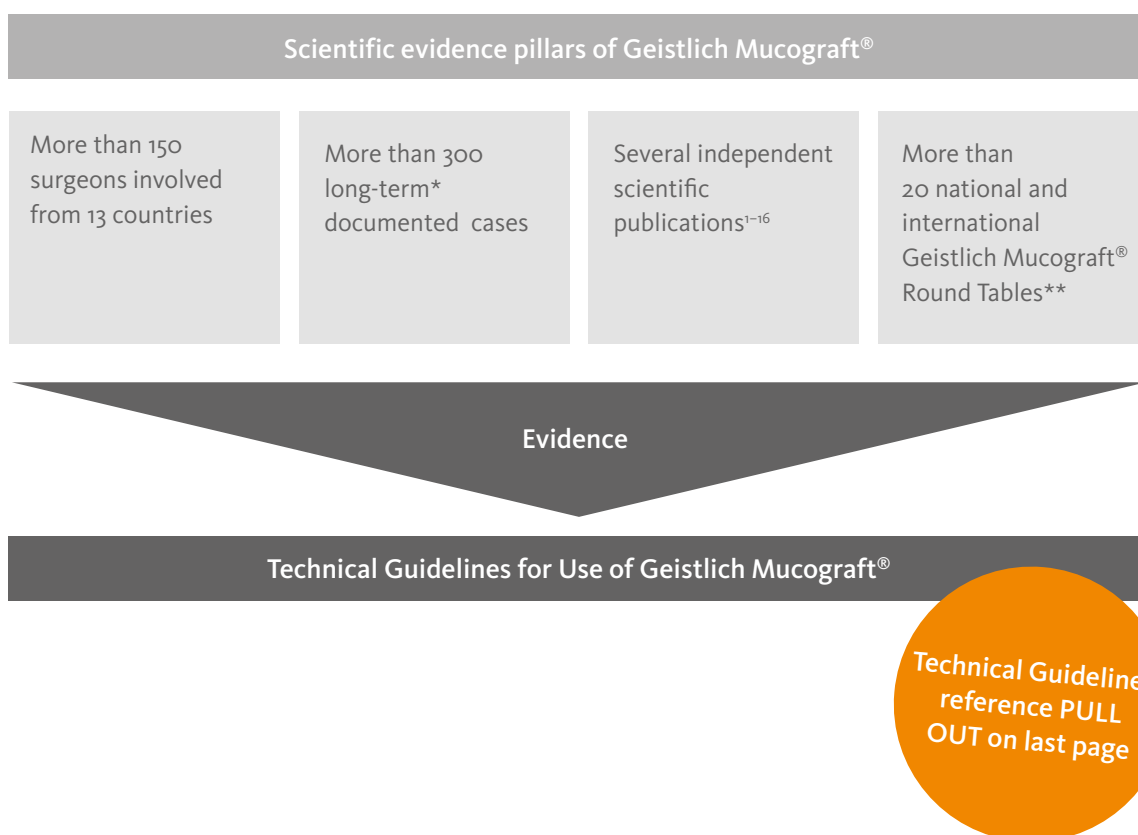 Scientific evidence pillars of Geistlich Mucograft®
More than 150
surgeons involved
from 13 countries
More than 300
long-term*
documented cases
Several independent
scientific
publications¹⁻¹⁶
More than
20 national and
international
Geistlich Mucograft®
Round Tables**
Evidence
Technical Guidelines for Use of Geistlich Mucograft®
Technical Guideline
reference PULL
OUT on last page